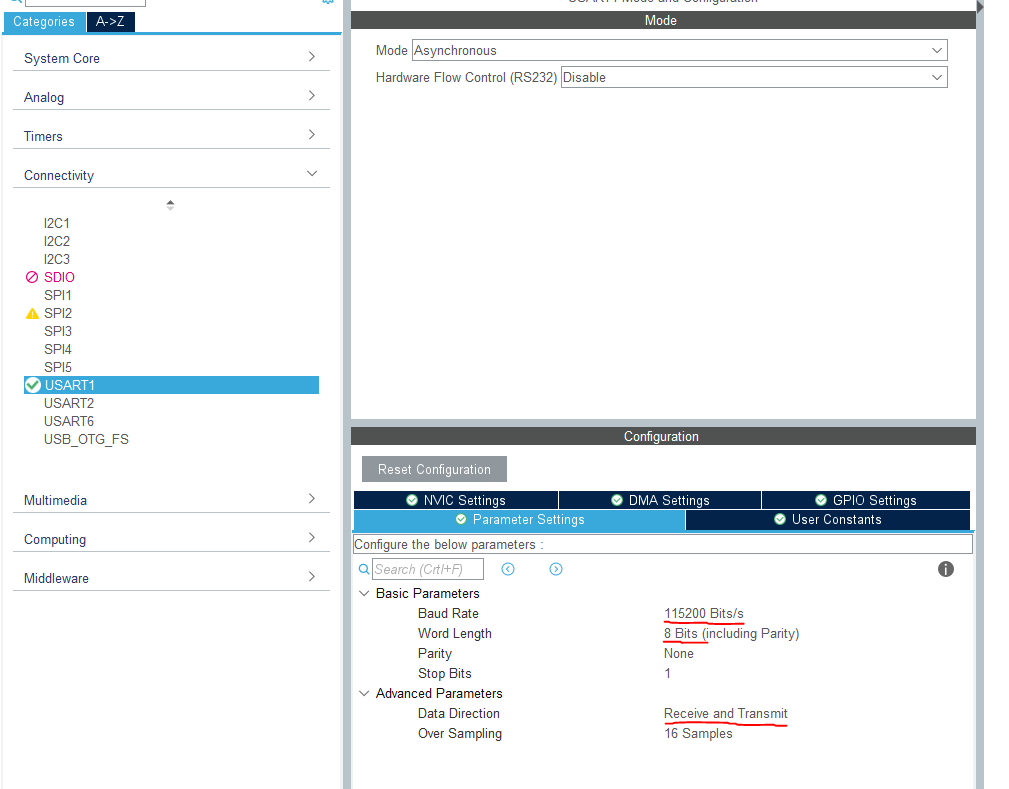 Categories A->Z
System Core
Analog
Timers
Connectivity
I2C1
I2C2
I2C3
SDIO
SPI1
SPI2
SPI3
SPI4
SPI5
USART1
USART2
USART6
USB_OTG_FS
Multimedia
Computing
Middleware
Mode
Mode Asynchronous
Hardware Flow Control (RS232) Disable
Configuration
Reset Configuration
NVIC Settings DMA Settings GPIO Settings
Parameter Settings User Constants
Configure the below parameters :
Search (Crtl+F)
Basic Parameters
Baud Rate 115200 Bits/s
Word Length 8 Bits (including Parity)
Parity None
Stop Bits 1
Advanced Parameters
Data Direction Receive and Transmit
Over Sampling 16 Samples